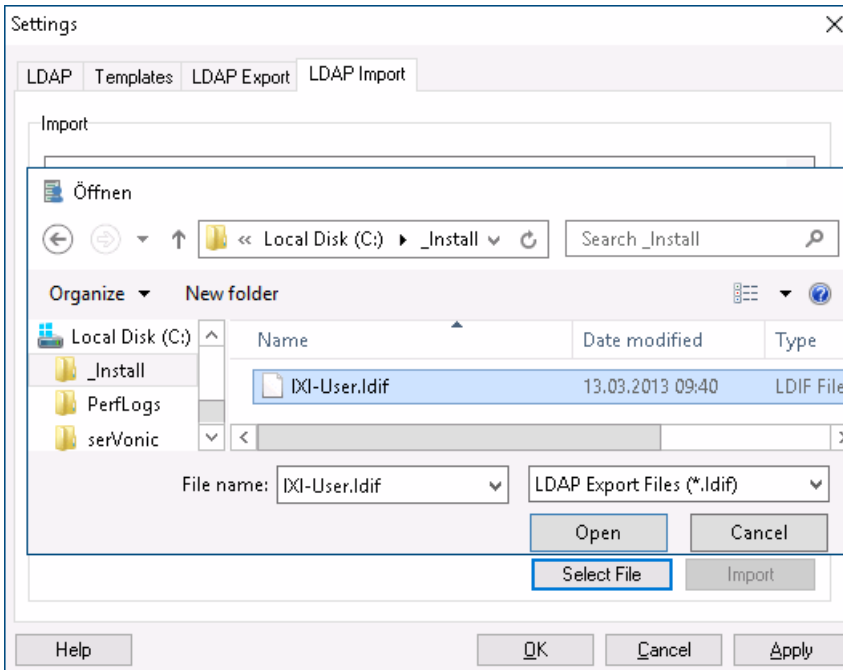 Settings
LDAP Templates LDAP Export LDAP Import
Import
Öffnen
« Local Disk (C:) _Install Search _Install
Organize New folder
Local Disk (C:) Name Date modified Type
_Install IXI-User.ldif 13.03.2013 09:40 LDIF File
PerfLogs
serVonic
File name: IXI-User.ldif LDAP Export Files (*.ldif)
Open Cancel
Select File Import
Help OK Cancel Apply